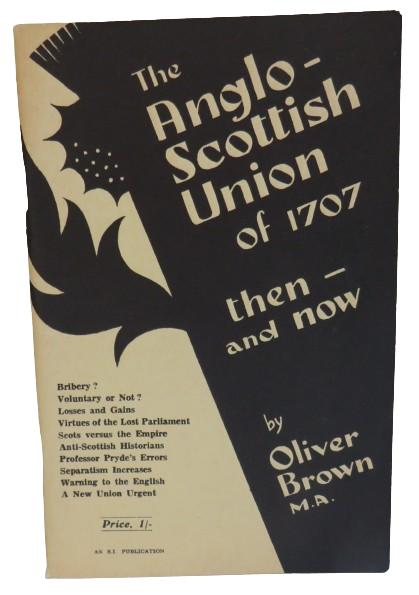 The
Anglo-
Scottish
Union
of 1707
then –
and now
by
Oliver
Brown
M.A.
Bribery ?
Voluntary or Not ?
Losses and Gains
Virtues of the Lost Parliament
Scots versus the Empire
Anti-Scottish Historians
Professor Pryde's Errors
Separatism Increases
Warning to the English
A New Union Urgent
Price, 1/-
AN S.I. PUBLICATION